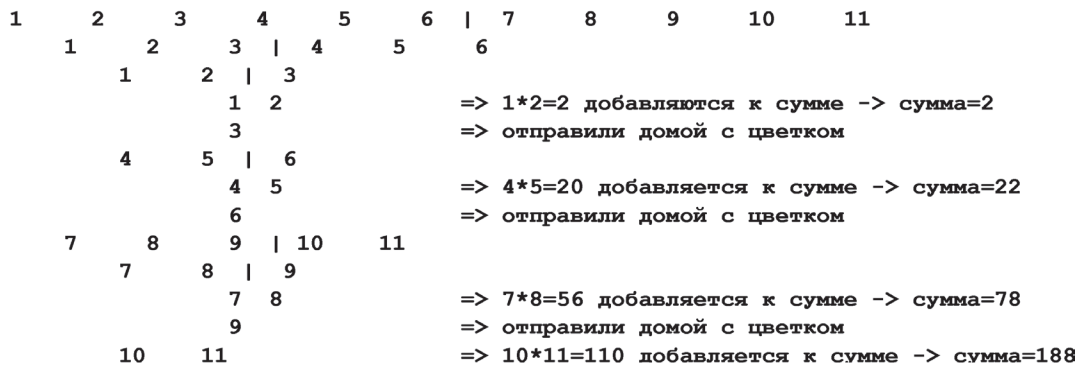 1 2 3 4 5 6 | 7 8 9 10 11
1 2 3 | 4 5 6
1 2 | 3
1 2 => 1*2=2 добавляются к сумме -> сумма=2
3 => отправили домой с цветком
4 5 | 6
4 5 => 4*5=20 добавляется к сумме -> сумма=22
6 => отправили домой с цветком
7 8 9 | 10 11
7 8 | 9
7 8 => 7*8=56 добавляется к сумме -> сумма=78
9 => отправили домой с цветком
10 11 => 10*11=110 добавляется к сумме -> сумма=188